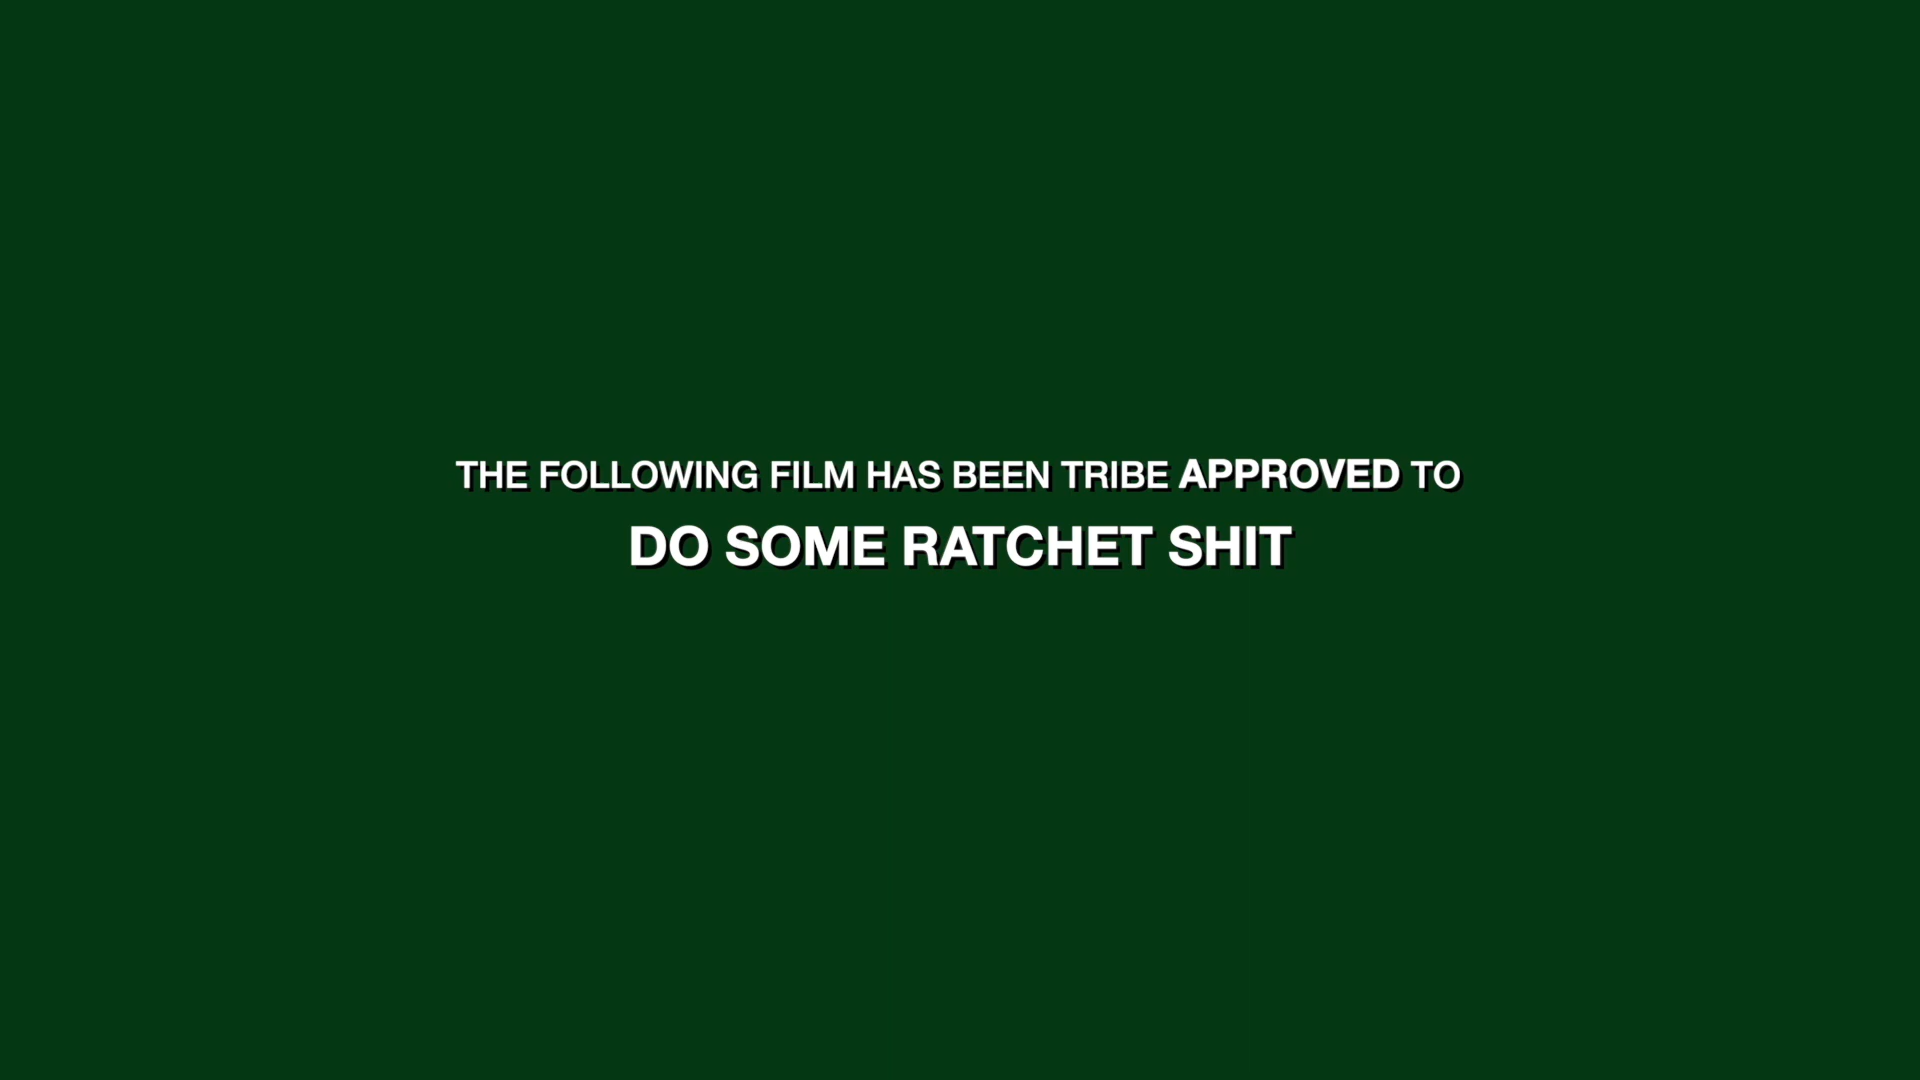 THE FOLLOWING FILM HAS BEEN TRIBE APPROVED TO
DO SOME RATCHET SHIT